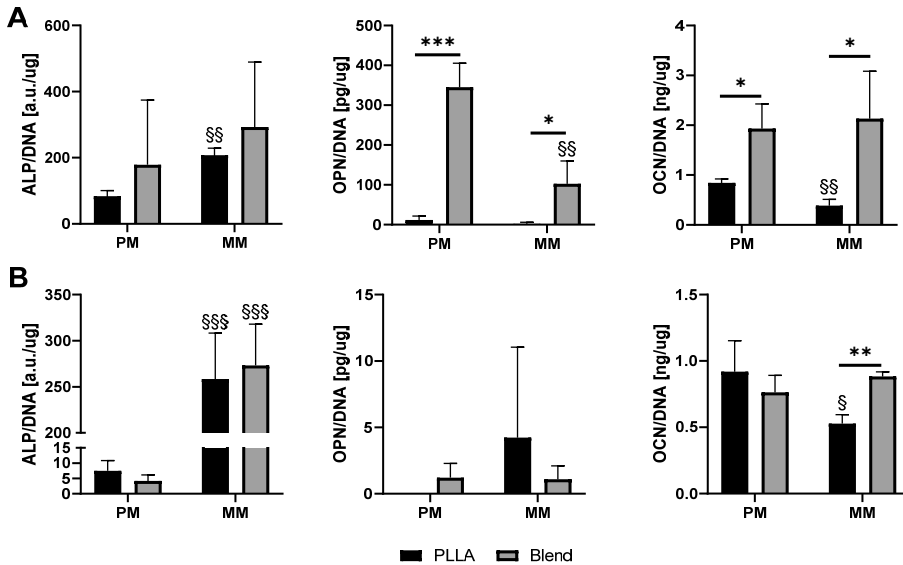 A
ALP/DNA [a.u./ug]
600
400
200
0
§§
PM
MM
OPN/DNA [pg/ug]
500
400
300
200
100
0
***
*
§§
PM
MM
OCN/DNA [ng/ug]
4
3
2
1
0
*
*
§§
PM
MM
B
ALP/DNA [a.u./ug]
350
300
250
200
15
10
5
0
§§§
§§§
PM
MM
OPN/DNA [pg/ug]
15
10
5
0
PM
MM
OCN/DNA [ng/ug]
1.5
1.0
0.5
0.0
**
§
PM
MM
PLLA
Blend